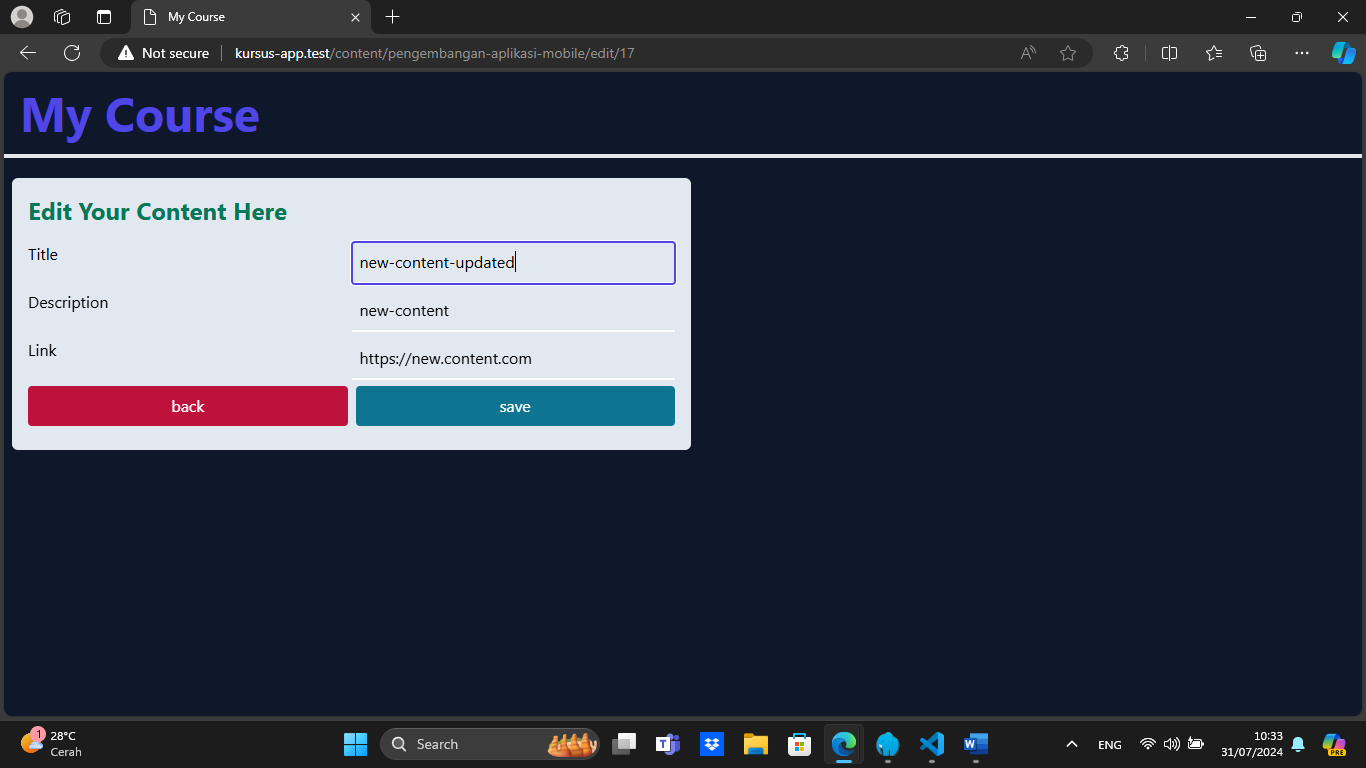 My Course
Not secure kursus-app.test/content/pengembangan-aplikasi-mobile/edit/17
My Course
Edit Your Content Here
Title new-content-updated
Description new-content
Link https://new.content.com
back save
1 28°C
Cerah
Search
ENG
10:33
31/07/2024
PRE